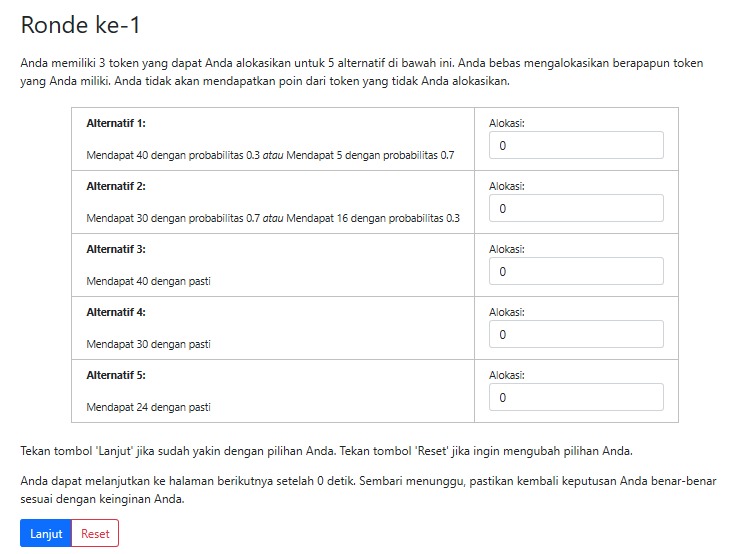 Ronde ke-1
Anda memiliki 3 token yang dapat Anda alokasikan untuk 5 alternatif di bawah ini. Anda bebas mengalokasikan berapapun token
yang Anda miliki. Anda tidak akan mendapatkan poin dari token yang tidak Anda alokasikan.
Alternatif 1:
Mendapat 40 dengan probabilitas 0.3 atau Mendapat 5 dengan probabilitas 0.7
Alokasi:
0
Alternatif 2:
Mendapat 30 dengan probabilitas 0.7 atau Mendapat 16 dengan probabilitas 0.3
Alokasi:
0
Alternatif 3:
Mendapat 40 dengan pasti
Alokasi:
0
Alternatif 4:
Mendapat 30 dengan pasti
Alokasi:
0
Alternatif 5:
Mendapat 24 dengan pasti
Alokasi:
0
Tekan tombol 'Lanjut' jika sudah yakin dengan pilihan Anda. Tekan tombol 'Reset' jika ingin mengubah pilihan Anda.
Anda dapat melanjutkan ke halaman berikutnya setelah 0 detik. Sembari menunggu, pastikan kembali keputusan Anda benar-benar
sesuai dengan keinginan Anda.
Lanjut Reset